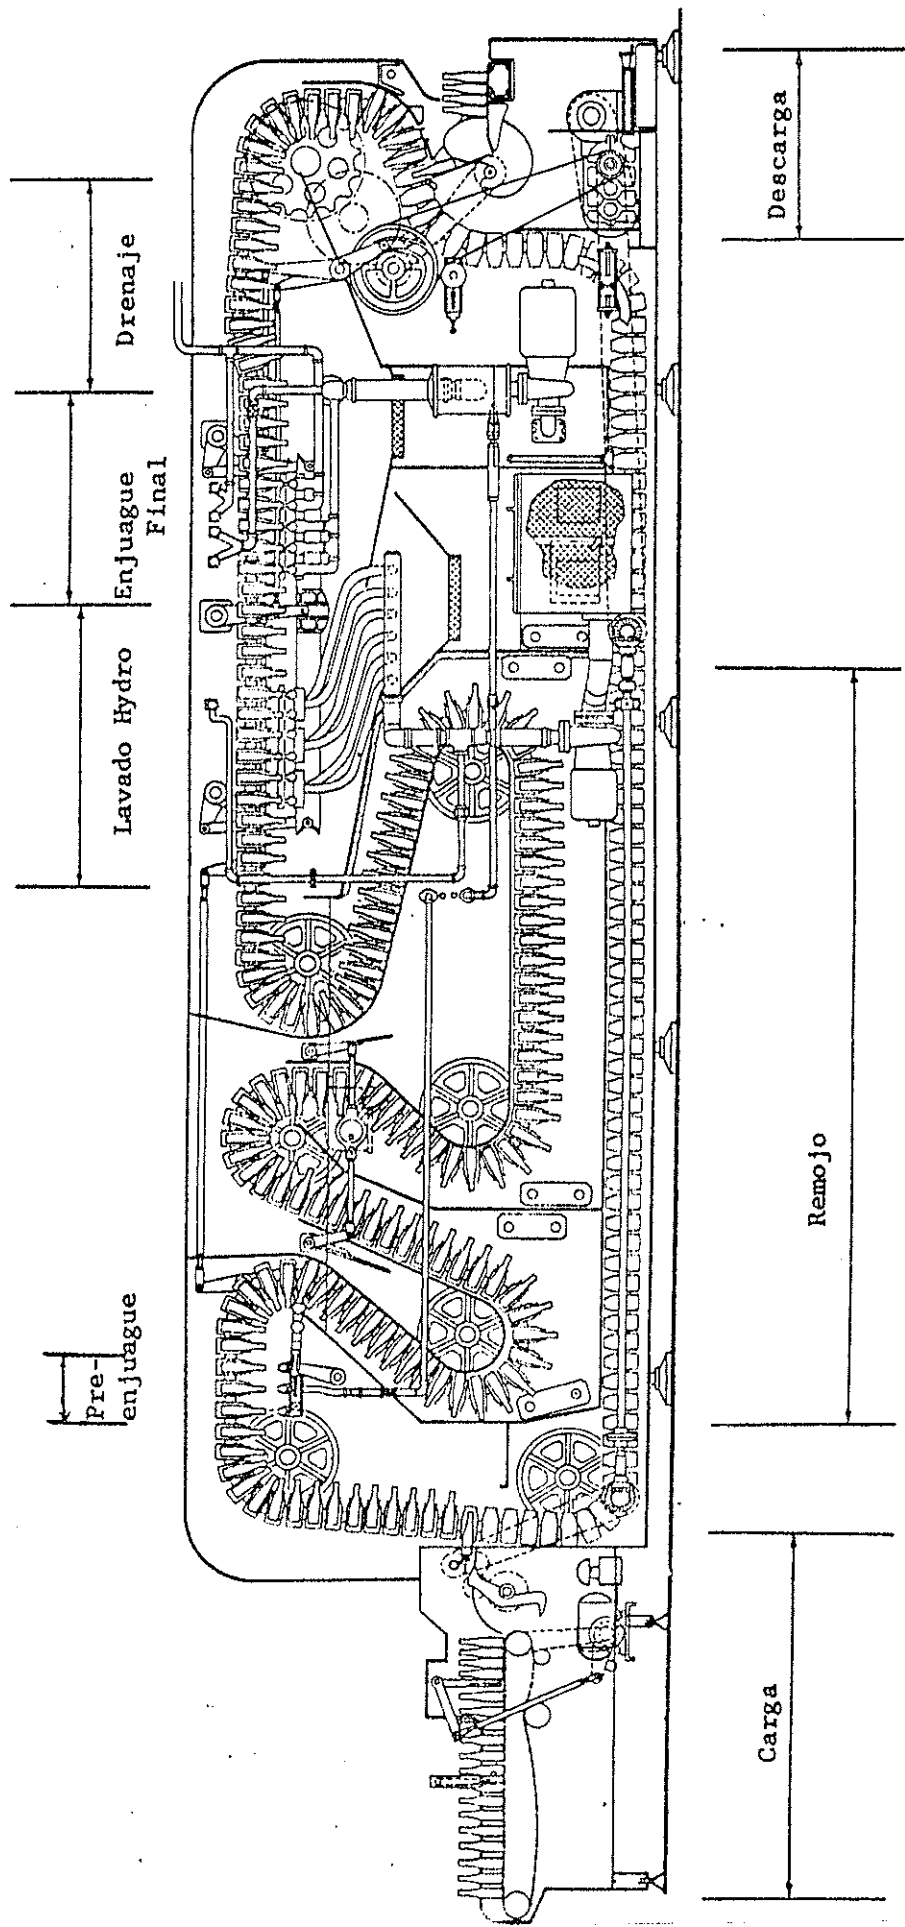 Pre-
enjuague
Lavado Hydro
Enjuague
Final
Drenaje
Carga
Remojo
Descarga